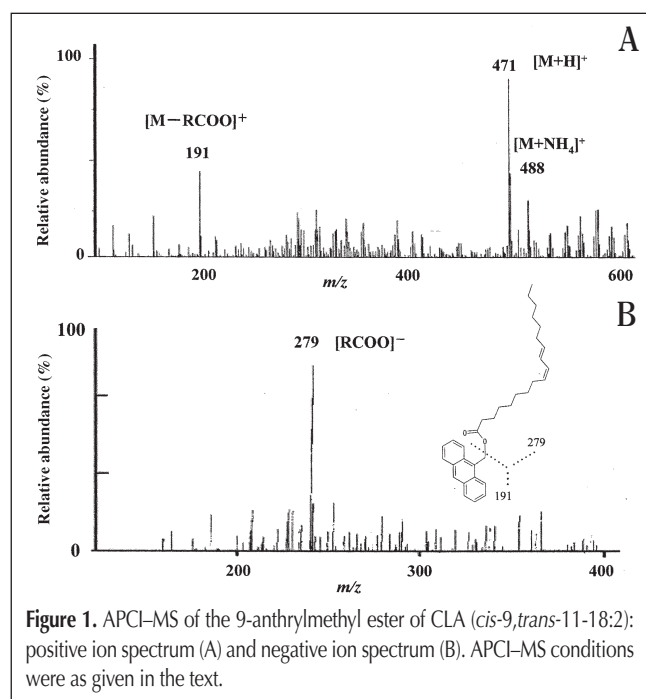 A
100
[M+H]+
471
[M−RCOO]+
191
[M+NH4]+
488
Relative abundance (%)
0
200
400
600
m/z
B
100
279 [RCOO]−
Relative abundance (%)
O
O
279
191
0
200
300
400
m/z
Figure 1. APCI–MS of the 9-anthrylmethyl ester of CLA (cis-9,trans-11-18:2):
positive ion spectrum (A) and negative ion spectrum (B). APCI–MS conditions
were as given in the text.